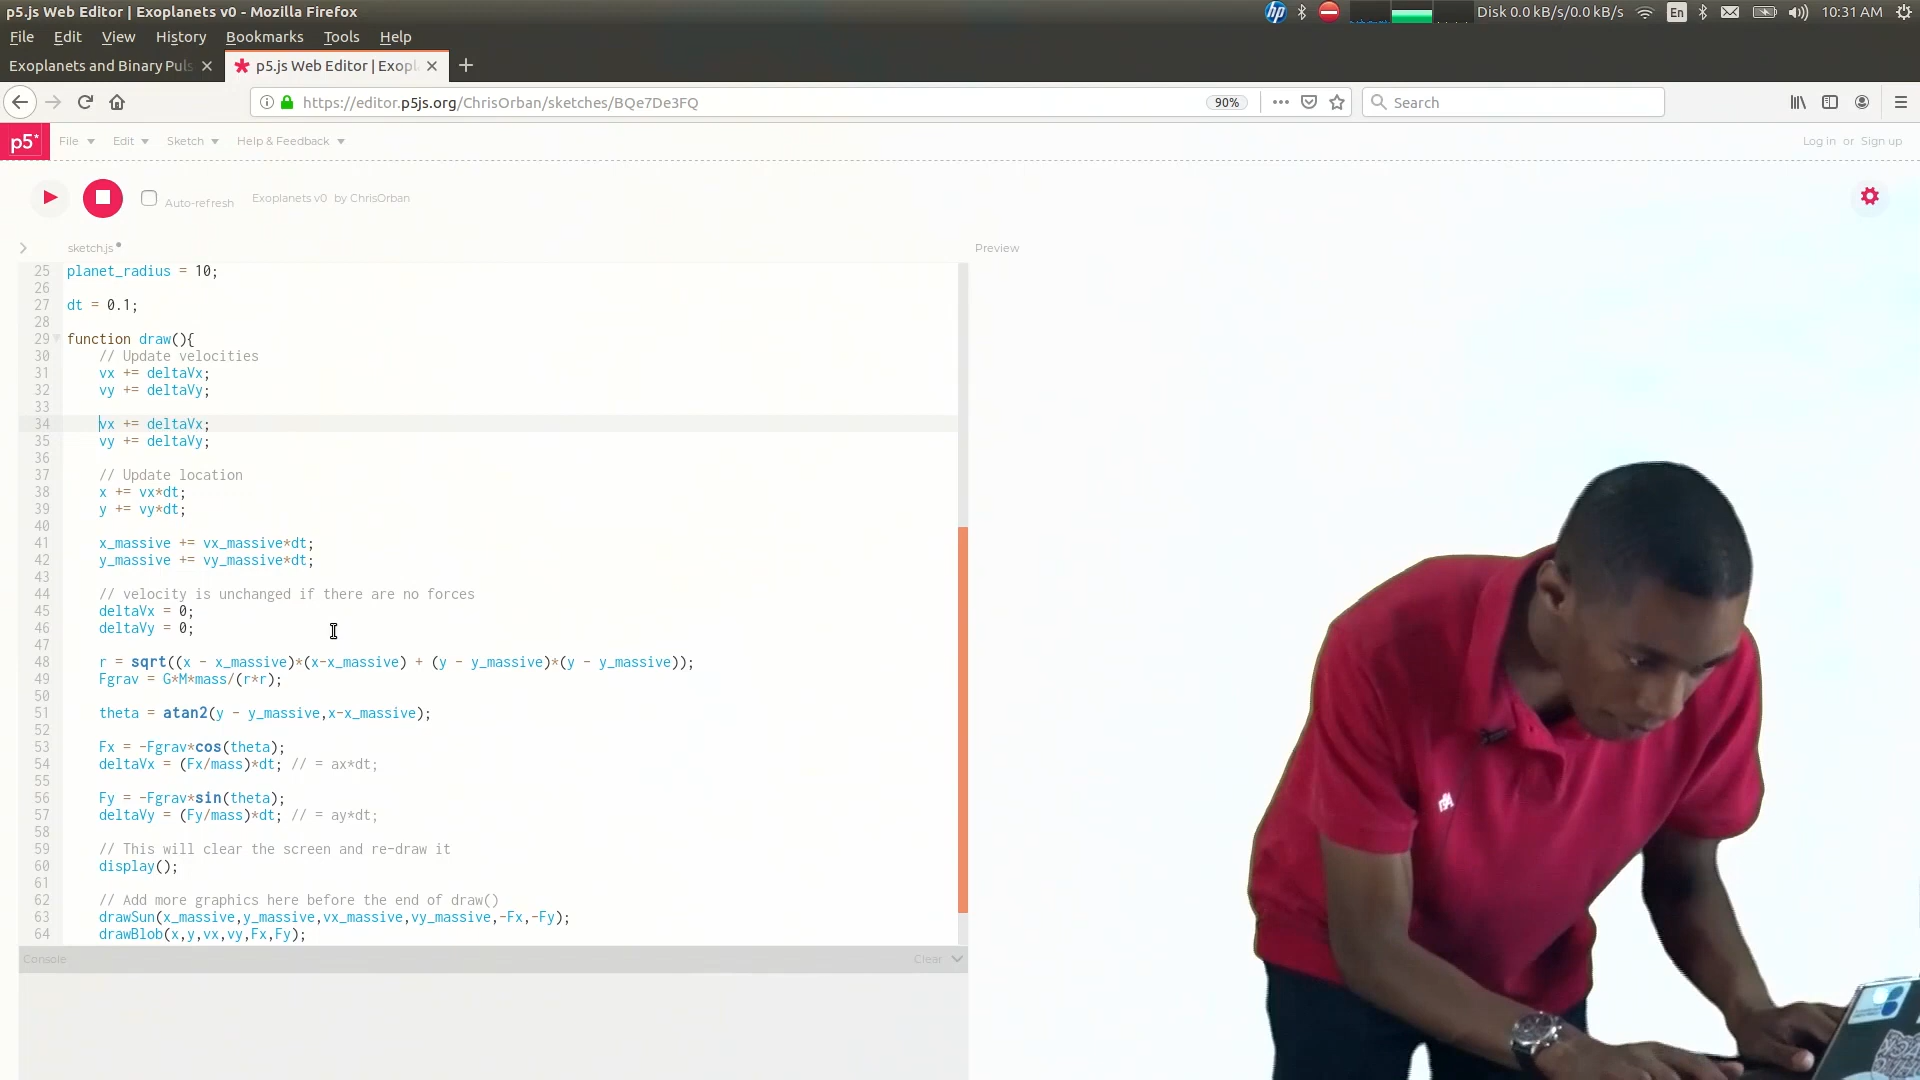 p5.js Web Editor | Exoplanets v0 - Mozilla Firefox
hp Disk 0.0 kB/s/0.0 kB/s En 10:31 AM
File Edit View History Bookmarks Tools Help
Exoplanets and Binary Puls
p5.js Web Editor | Exopl
https://editor.p5js.org/ChrisOrban/sketches/BQe7De3FQ
90%
Search
p5*
File Edit Sketch Help & Feedback
Log in or Sign up
Auto-refresh
Exoplanets v0 by ChrisOrban
sketch.js
Preview
25 planet_radius = 10;
26
27 dt = 0.1;
28
29 function draw(){
30 // Update velocities
31 vx += deltaVx;
32 vy += deltaVy;
33
34 vx += deltaVx;
35 vy += deltaVy;
36
37 // Update location
38 x += vx*dt;
39 y += vy*dt;
40
41 x_massive += vx_massive*dt;
42 y_massive += vy_massive*dt;
43
44 // velocity is unchanged if there are no forces
45 deltaVx = 0;
46 deltaVy = 0;
47
48 r = sqrt((x - x_massive)*(x-x_massive) + (y - y_massive)*(y - y_massive));
49 Fgrav = G*M*mass/(r*r);
50
51 theta = atan2(y - y_massive,x-x_massive);
52
53 Fx = -Fgrav*cos(theta);
54 deltaVx = (Fx/mass)*dt; // = ax*dt;
55
56 Fy = -Fgrav*sin(theta);
57 deltaVy = (Fy/mass)*dt; // = ay*dt;
58
59 // This will clear the screen and re-draw it
60 display();
61
62 // Add more graphics here before the end of draw()
63 drawSun(x_massive,y_massive,vx_massive,vy_massive,-Fx,-Fy);
64 drawBlob(x,y,vx,vy,Fx,Fy);
Console
Clear